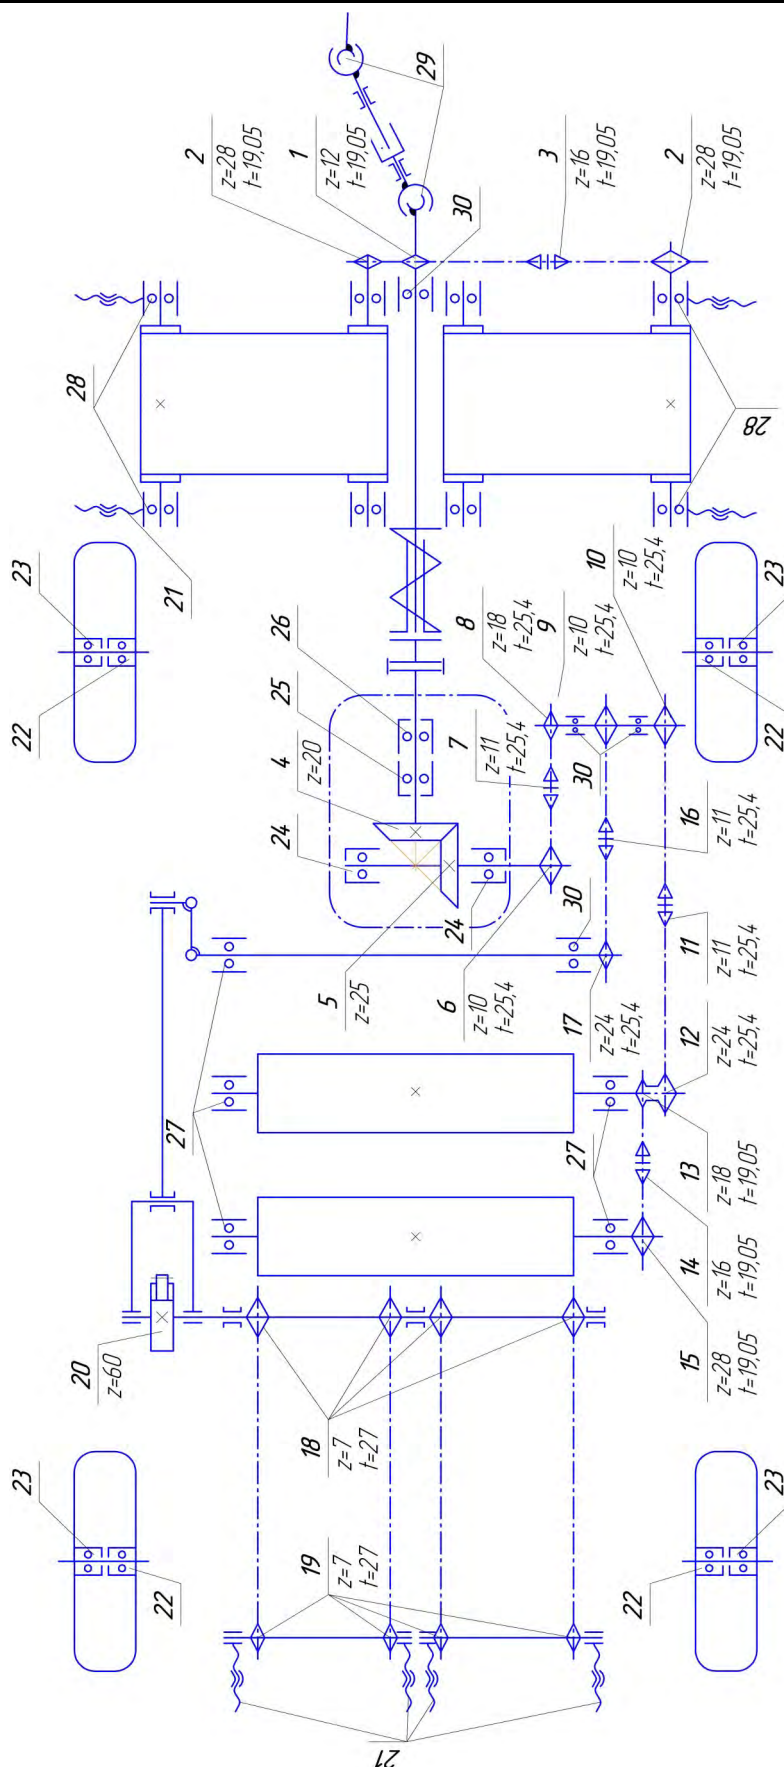 29
2
z=28
t=19,05
1
z=12
t=19,05
30
3
z=16
t=19,05
2
z=28
t=19,05
28
28
21
23
22
26
25
4
z=20
24
24
8
z=18
t=25,4
9
z=10
t=25,4
10
z=10
t=25,4
23
22
7
z=11
t=25,4
30
16
z=11
t=25,4
30
5
z=25
6
z=10
t=25,4
17
z=24
t=25,4
11
z=11
t=25,4
12
z=24
t=25,4
27
27
13
z=18
t=19,05
14
z=16
t=19,05
15
z=28
t=19,05
20
z=60
18
z=7
t=27
19
z=7
t=27
23
22
23
22
21